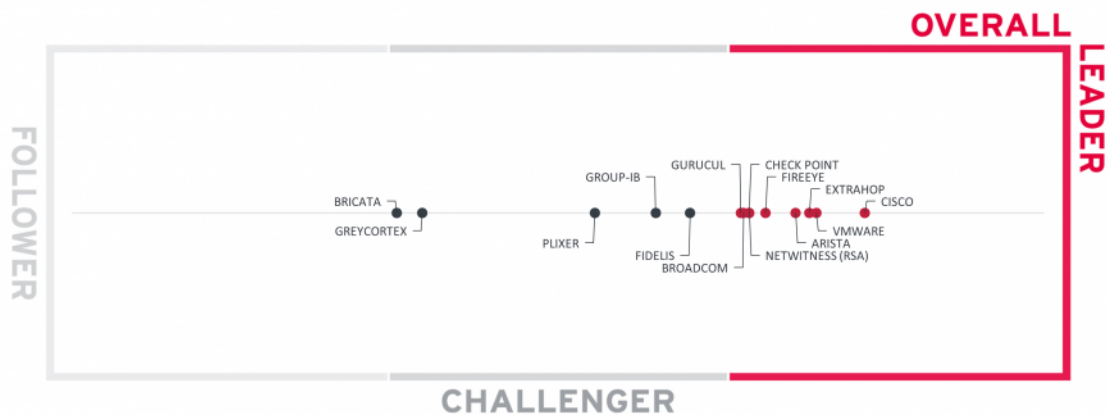 OVERALL
LEADER
FOLLOWER
GURUCUL
CHECK POINT
GROUP-IB
FIREEYE
EXTRAHOP
BRICATA
CISCO
GREYCORTEX
VMWARE
PLIXER
ARISTA
FIDELIS
NETWITNESS (RSA)
BROADCOM
CHALLENGER